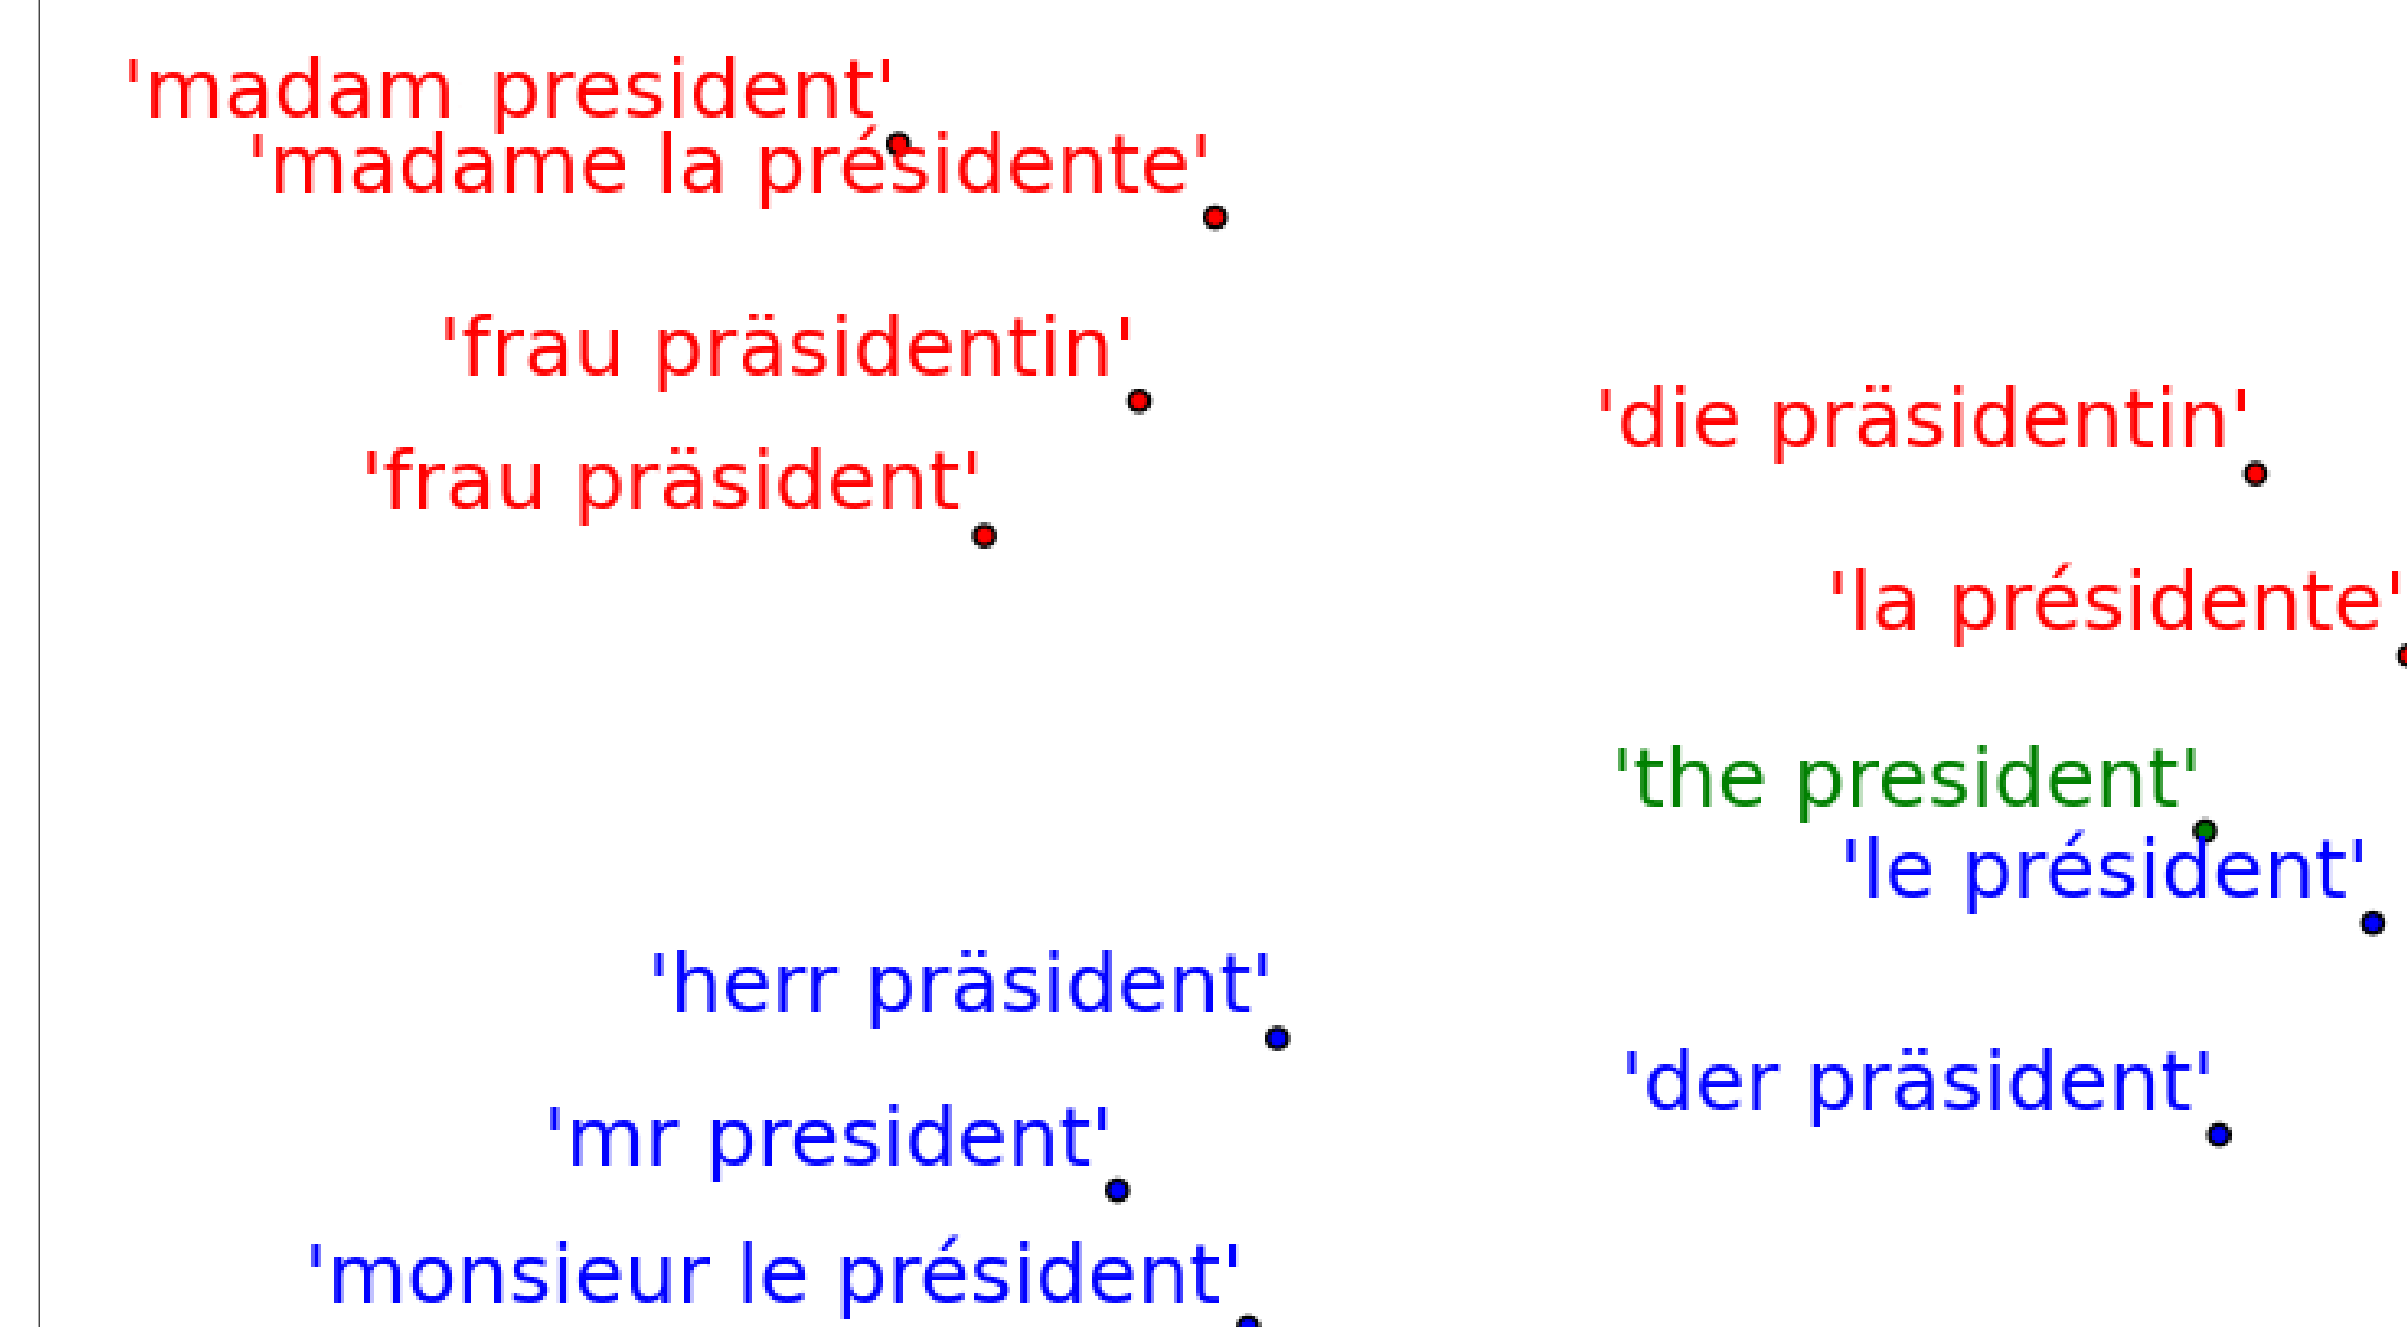 'madam president'
'madame la présidente'
'frau präsidentin'
'die präsidentin'
'frau präsident'
'la présidente'
'the president'
'le président'
'herr präsident'
'der präsident'
'mr president'
'monsieur le président'